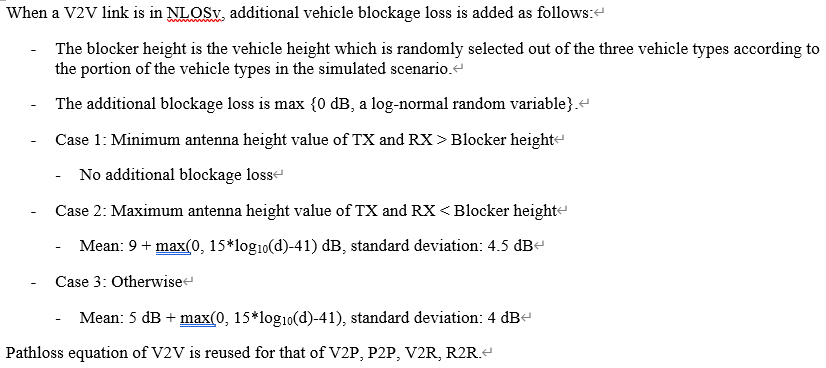 When a V2V link is in NLOSv, additional vehicle blockage loss is added as follows:↵
- The blocker height is the vehicle height which is randomly selected out of the three vehicle types according to
the portion of the vehicle types in the simulated scenario.↵
- The additional blockage loss is max {0 dB, a log-normal random variable}.↵
- Case 1: Minimum antenna height value of TX and RX > Blocker height↵
- No additional blockage loss↵
- Case 2: Maximum antenna height value of TX and RX < Blocker height↵
- Mean: 9 + max(0, 15*log₁₀(d)-41) dB, standard deviation: 4.5 dB↵
- Case 3: Otherwise↵
- Mean: 5 dB + max(0, 15*log₁₀(d)-41), standard deviation: 4 dB↵
Pathloss equation of V2V is reused for that of V2P, P2P, V2R, R2R.↵